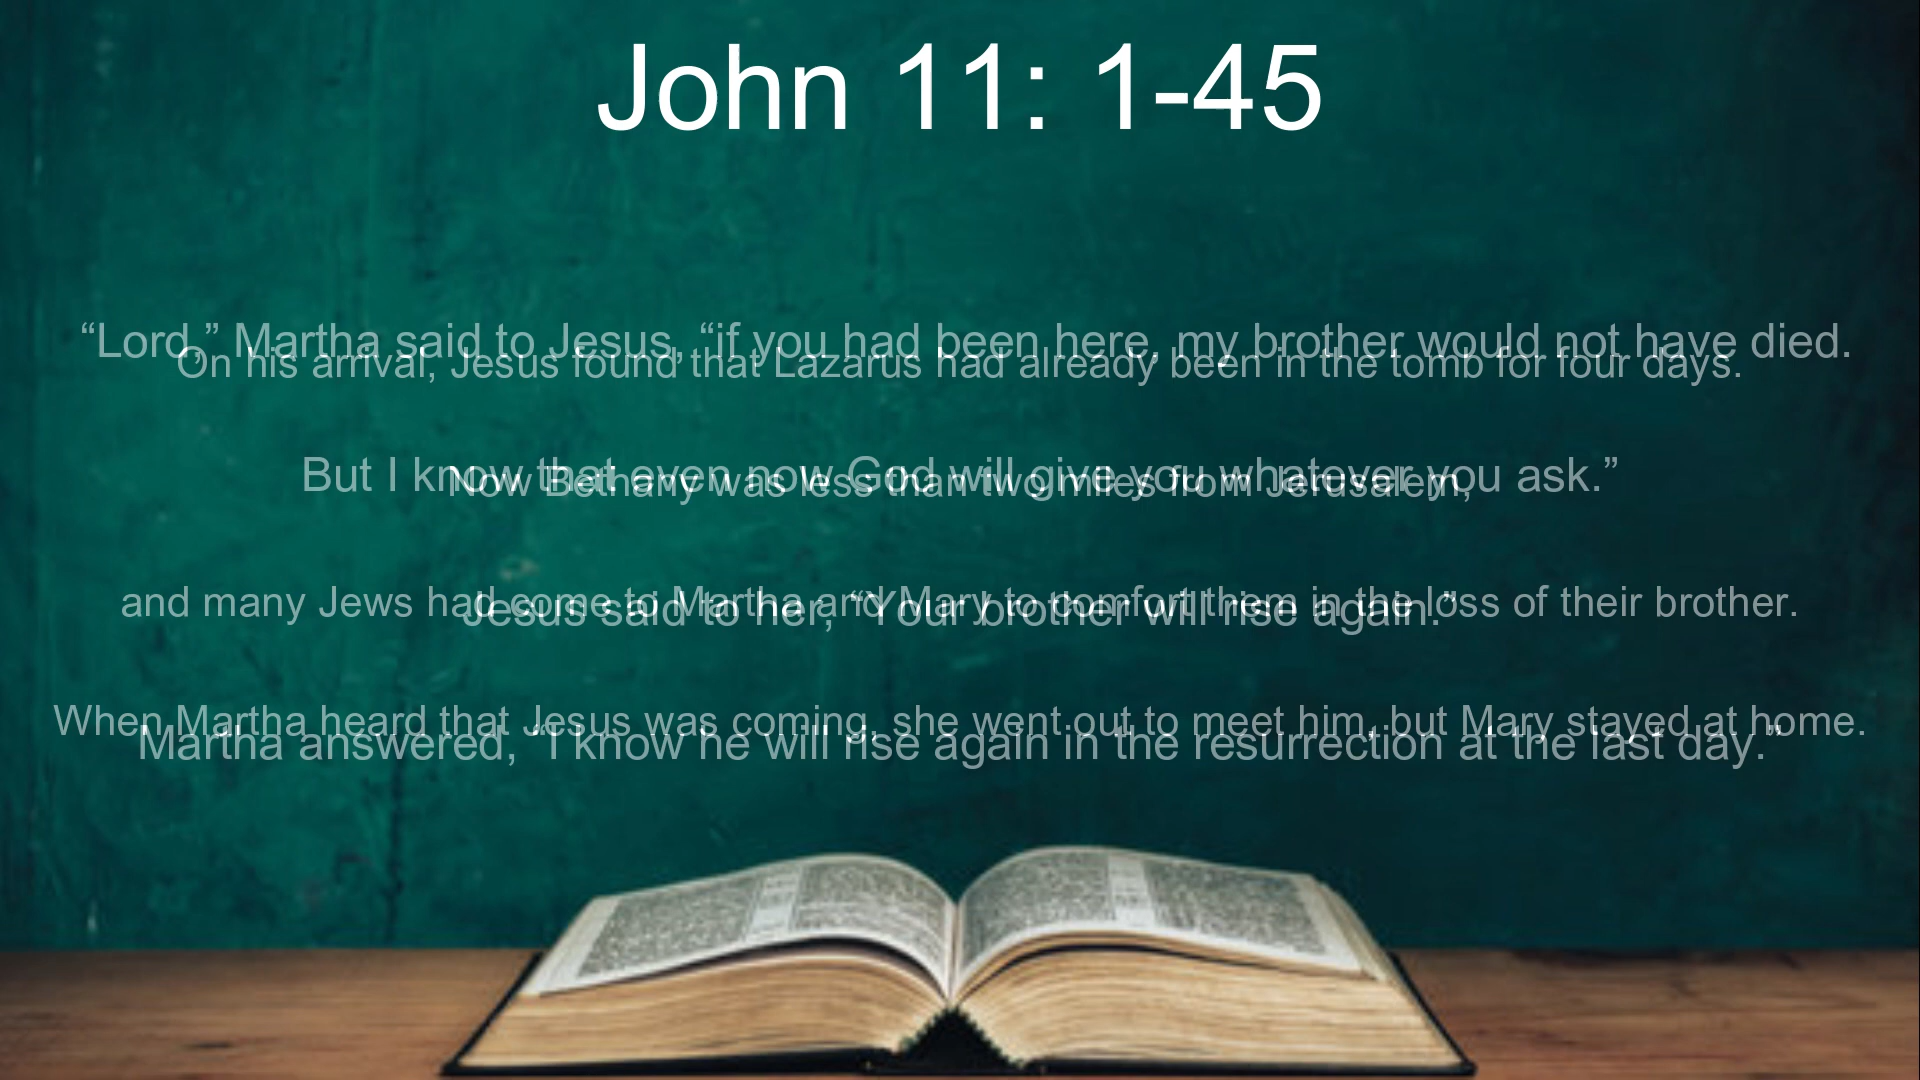 John 11: 1-45
“Lord,” Martha said to Jesus, “if you had been here, my brother would not have died.
On his arrival, Jesus found that Lazarus had already been in the tomb for four days.
But I know that even now God will give you whatever you ask.”
Now Bethany was less than two miles from Jerusalem,
and many Jews had come to Martha and Mary to comfort them in the loss of their brother.
Jesus said to her, “Your brother will rise again.”
When Martha heard that Jesus was coming, she went out to meet him, but Mary stayed at home.
Martha answered, “I know he will rise again in the resurrection at the last day.”